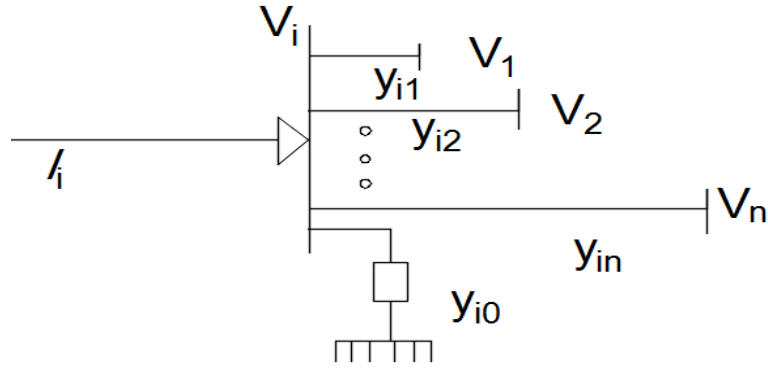 Vᵢ
yᵢ₁
V₁
yᵢ₂
V₂
Iᵢ
Vₙ
yᵢₙ
yᵢ₀